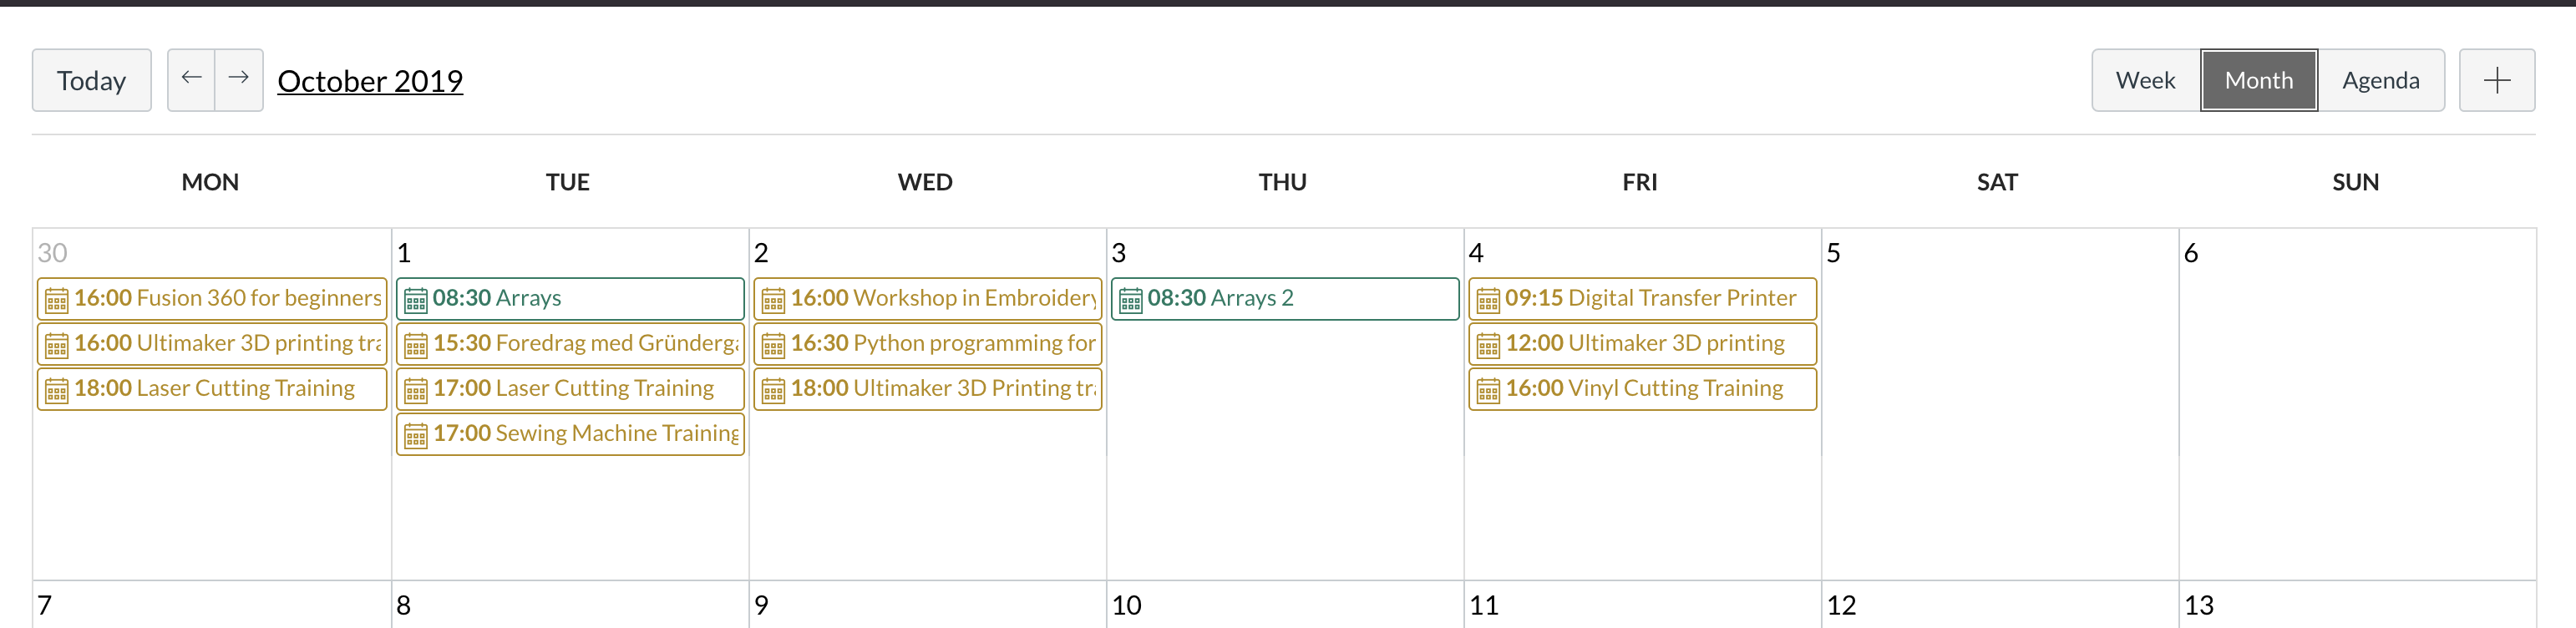 Today ← → October 2019 Week Month Agenda +
MON TUE WED THU FRI SAT SUN
30 1 2 3 4 5 6
16:00 Fusion 360 for beginners 08:30 Arrays 16:00 Workshop in Embroidery 08:30 Arrays 2 09:15 Digital Transfer Printer
16:00 Ultimaker 3D printing tra 15:30 Foredrag med Gründerga 16:30 Python programming for 12:00 Ultimaker 3D printing
18:00 Laser Cutting Training 17:00 Laser Cutting Training 18:00 Ultimaker 3D Printing tr 16:00 Vinyl Cutting Training
17:00 Sewing Machine Training
7 8 9 10 11 12 13